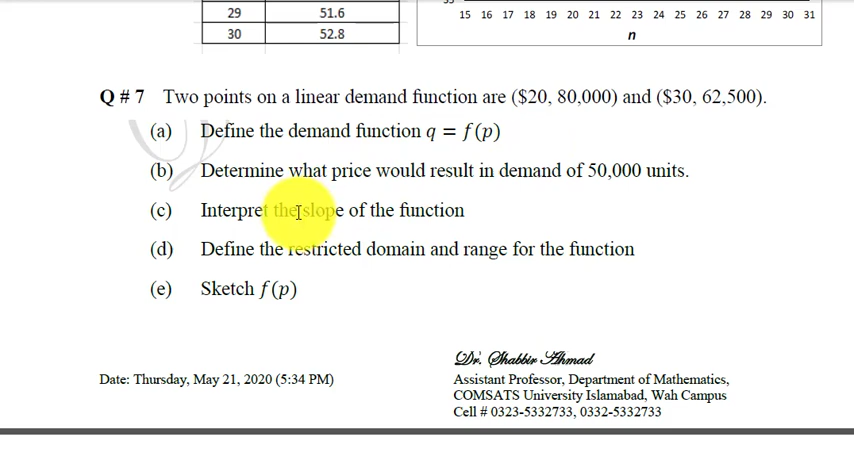 29 51.6
30 52.8
15 16 17 18 19 20 21 22 23 24 25 26 27 28 29 30 31
n
Q # 7 Two points on a linear demand function are ($20, 80,000) and ($30, 62,500).
(a) Define the demand function q = f(p)
(b) Determine what price would result in demand of 50,000 units.
(c) Interpret the slope of the function
(d) Define the restricted domain and range for the function
(e) Sketch f(p)
Dr. Shabbir Ahmad
Date: Thursday, May 21, 2020 (5:34 PM) Assistant Professor, Department of Mathematics,
COMSATS University Islamabad, Wah Campus
Cell # 0323-5332733, 0332-5332733